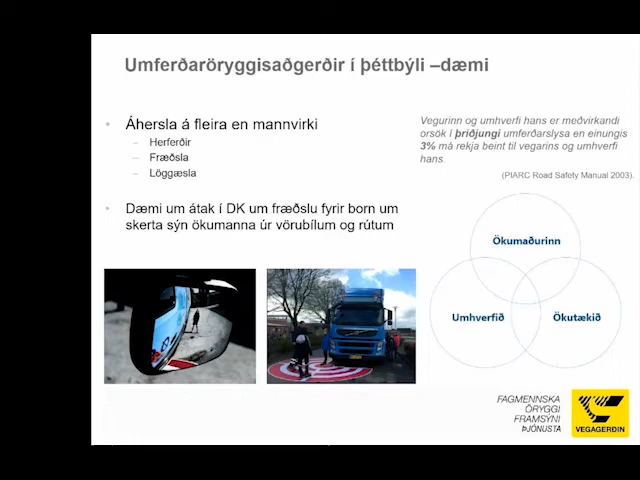 Umferðaröryggisaðgerðir í þéttbýli –dæmi
Áhersla á fleira en mannvirki
Herferðir
Fræðsla
Löggæsla
Dæmi um átak í DK um fræðslu fyrir born um
skerta sýn ökumanna úr vörubílum og rútum
Vegurinn og umhverfi hans er meðvirkandi
orsök í þriðjungi umferðarslysa en einungis
3% má rekja beint til vegarins og umhverfi
hans.
(PIARC Road Safety Manual 2003).
Ökumaðurinn
Umhverfið
Ökutækið
FAGMENNSKA
ÖRYGGI
FRAMSÝNI
ÞJÓNUSTA
VEGAGERÐIN